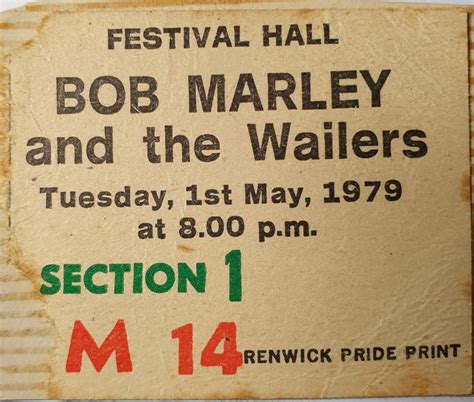 FESTIVAL HALL
BOB MARLEY
and the Wailers
Tuesday, 1st May, 1979
at 8.00 p.m.
SECTION 1
M 14 RENWICK PRIDE PRINT